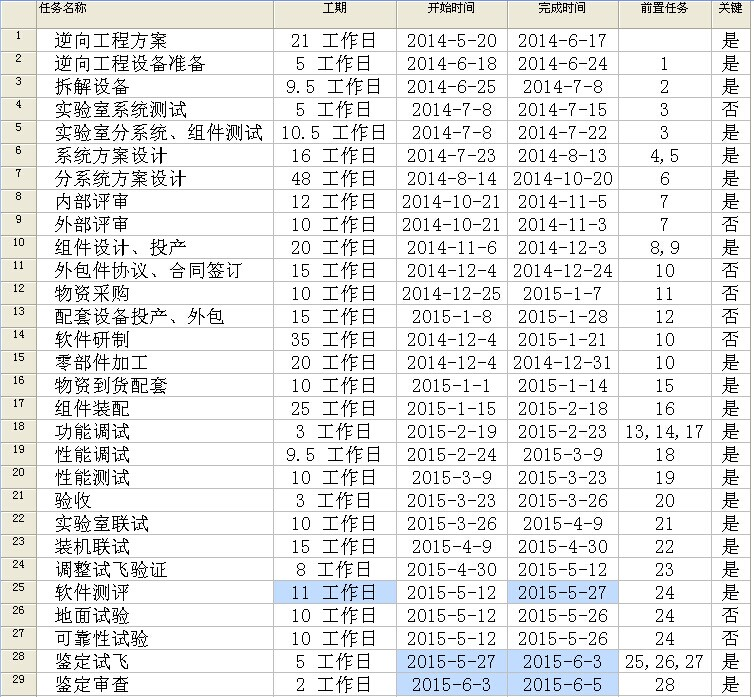 任务名称 工期 开始时间 完成时间 前置任务 关键
1 逆向工程方案 21 工作日 2014-5-20 2014-6-17 是
2 逆向工程设备准备 5 工作日 2014-6-18 2014-6-24 1 是
3 拆解设备 9.5 工作日 2014-6-25 2014-7-8 2 是
4 实验室系统测试 5 工作日 2014-7-8 2014-7-15 3 否
5 实验室分系统、组件测试 10.5 工作日 2014-7-8 2014-7-22 3 是
6 系统方案设计 16 工作日 2014-7-23 2014-8-13 4,5 是
7 分系统方案设计 48 工作日 2014-8-14 2014-10-20 6 是
8 内部评审 12 工作日 2014-10-21 2014-11-5 7 是
9 外部评审 10 工作日 2014-10-21 2014-11-3 7 否
10 组件设计、投产 20 工作日 2014-11-6 2014-12-3 8,9 是
11 外包件协议、合同签订 15 工作日 2014-12-4 2014-12-24 10 否
12 物资采购 10 工作日 2014-12-25 2015-1-7 11 否
13 配套设备投产、外包 15 工作日 2015-1-8 2015-1-28 12 否
14 软件研制 35 工作日 2014-12-4 2015-1-21 10 否
15 零部件加工 20 工作日 2014-12-4 2014-12-31 10 是
16 物资到货配套 10 工作日 2015-1-1 2015-1-14 15 是
17 组件装配 25 工作日 2015-1-15 2015-2-18 16 是
18 功能调试 3 工作日 2015-2-19 2015-2-23 13,14,17 是
19 性能调试 9.5 工作日 2015-2-24 2015-3-9 18 是
20 性能测试 10 工作日 2015-3-9 2015-3-23 19 是
21 验收 3 工作日 2015-3-23 2015-3-26 20 是
22 实验室联试 10 工作日 2015-3-26 2015-4-9 21 是
23 装机联试 15 工作日 2015-4-9 2015-4-30 22 是
24 调整试飞验证 8 工作日 2015-4-30 2015-5-12 23 是
25 软件测评 11 工作日 2015-5-12 2015-5-27 24 是
26 地面试验 10 工作日 2015-5-12 2015-5-26 24 否
27 可靠性试验 10 工作日 2015-5-12 2015-5-26 24 否
28 鉴定试飞 5 工作日 2015-5-27 2015-6-3 25,26,27 是
29 鉴定审查 2 工作日 2015-6-3 2015-6-5 28 是